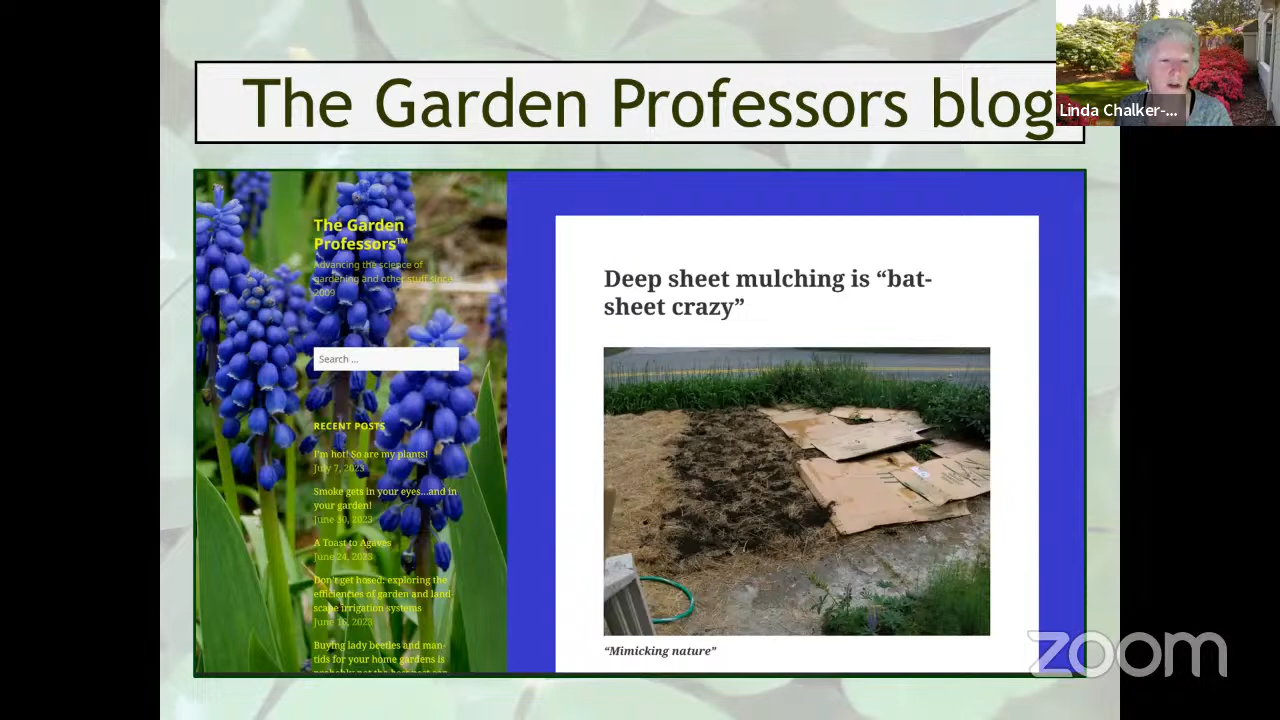 The Garden Professors blog
Linda Chalker-...
The Garden
Professors™
Advancing the science of
gardening and other stuff since
2009
Search ...
RECENT POSTS
I'm hot! So are my plants!
July 7, 2023
Smoke gets in your eyes...and in
your garden!
June 30, 2023
A Toast to Agaves
June 24, 2023
Don't get hosed: exploring the
efficiencies of garden and land-
scape irrigation systems
June 16, 2023
Buying lady beetles and man-
tids for your home gardens is
Deep sheet mulching is “bat-
sheet crazy”
“Mimicking nature”
zoom